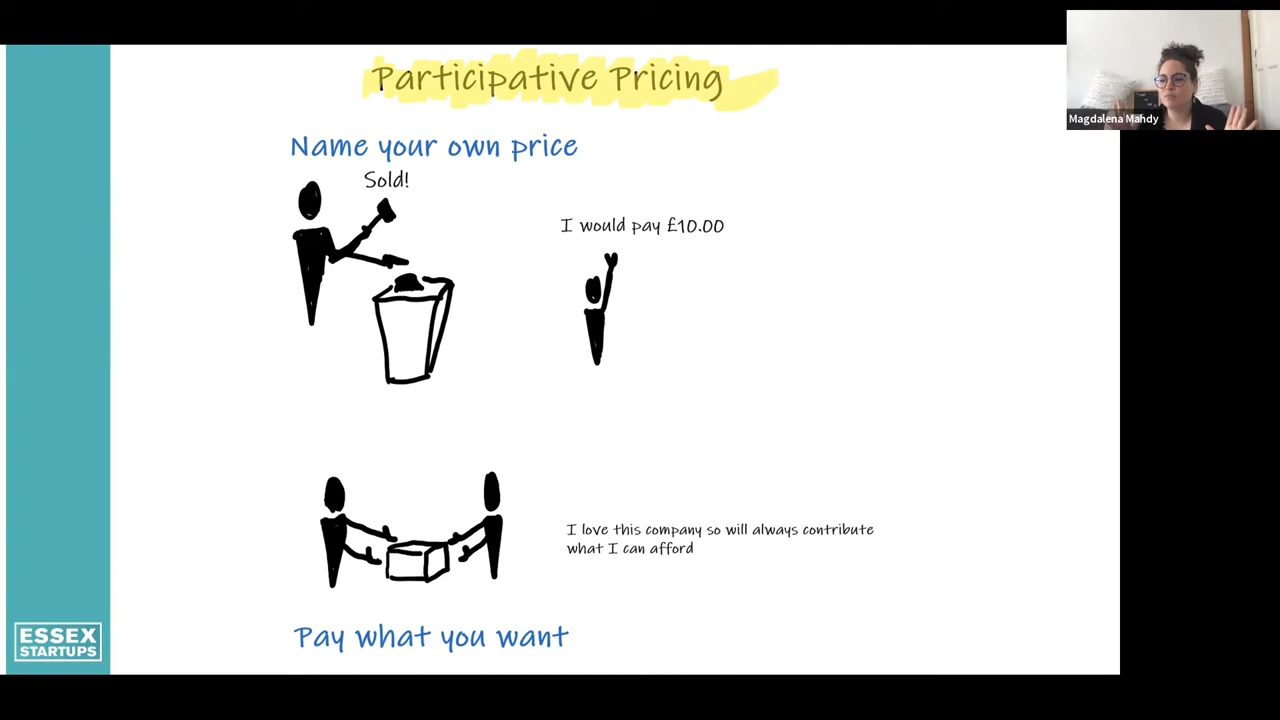 Participative Pricing
Magdalena Mahdy
Name your own price
Sold!
I would pay £10.00
I love this company so will always contribute
what I can afford
Pay what you want
ESSEX
STARTUPS